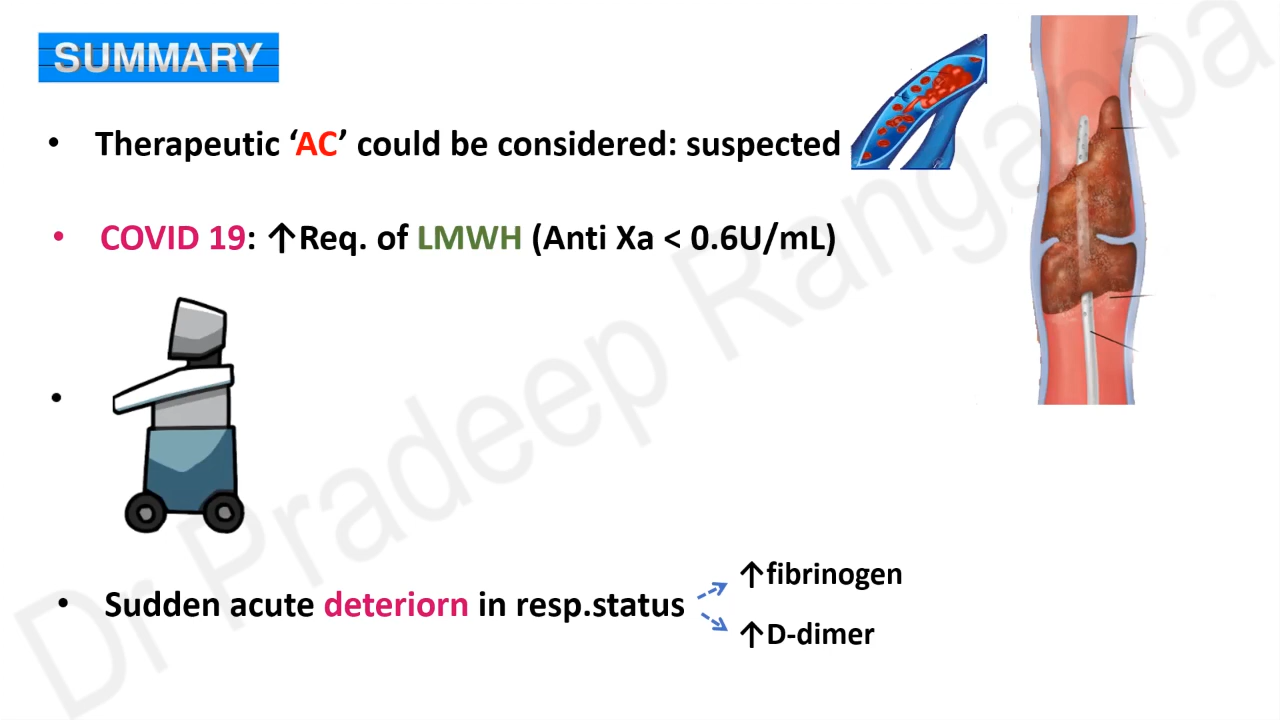 SUMMARY
• Therapeutic ‘AC’ could be considered: suspected
• COVID 19: ↑Req. of LMWH (Anti Xa < 0.6U/mL)
•
• Sudden acute deteriorn in resp.status
↑fibrinogen
↑D-dimer
Dr Pradeep Rangappa